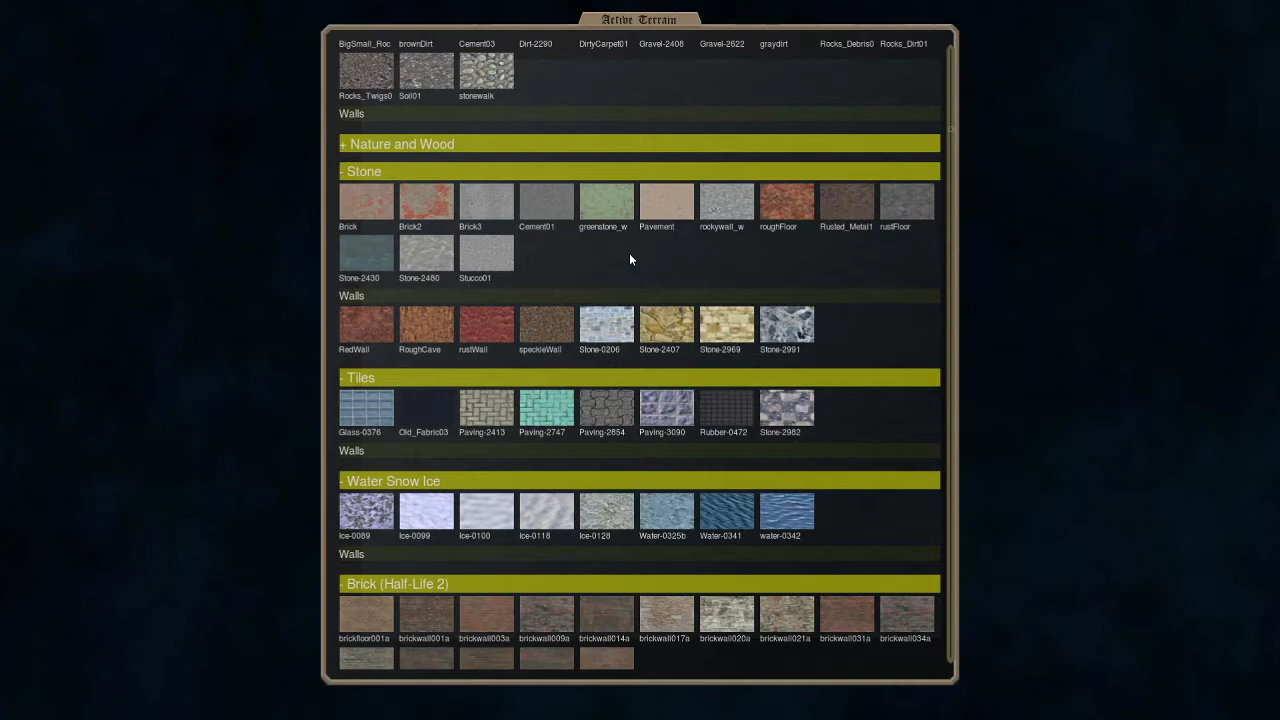 Active Terrain
BigSmall_Roc brownDirt Cement03 Dirt-2290 DirtyCarpet01 Gravel-2408 Gravel-2622 graydirt Rocks_Debris0 Rocks_Dirt01
Rocks_Twigs0 Soil01 stonewalk
Walls
+ Nature and Wood
- Stone
Brick Brick2 Brick3 Cement01 greenstone_w Pavement rockywall_w roughFloor Rusted_Metal1 rustFloor
Stone-2430 Stone-2480 Stucco01
Walls
RedWall RoughCave rustWall speckleWall Stone-0206 Stone-2407 Stone-2969 Stone-2991
- Tiles
Glass-0376 Old_Fabric03 Paving-2413 Paving-2747 Paving-2854 Paving-3090 Rubber-0472 Stone-2982
Walls
- Water Snow Ice
Ice-0089 Ice-0099 Ice-0100 Ice-0118 Ice-0128 Water-0325b Water-0341 water-0342
Walls
- Brick (Half-Life 2)
brickfloor001a brickwall001a brickwall003a brickwall009a brickwall014a brickwall017a brickwall020a brickwall021a brickwall031a brickwall034a